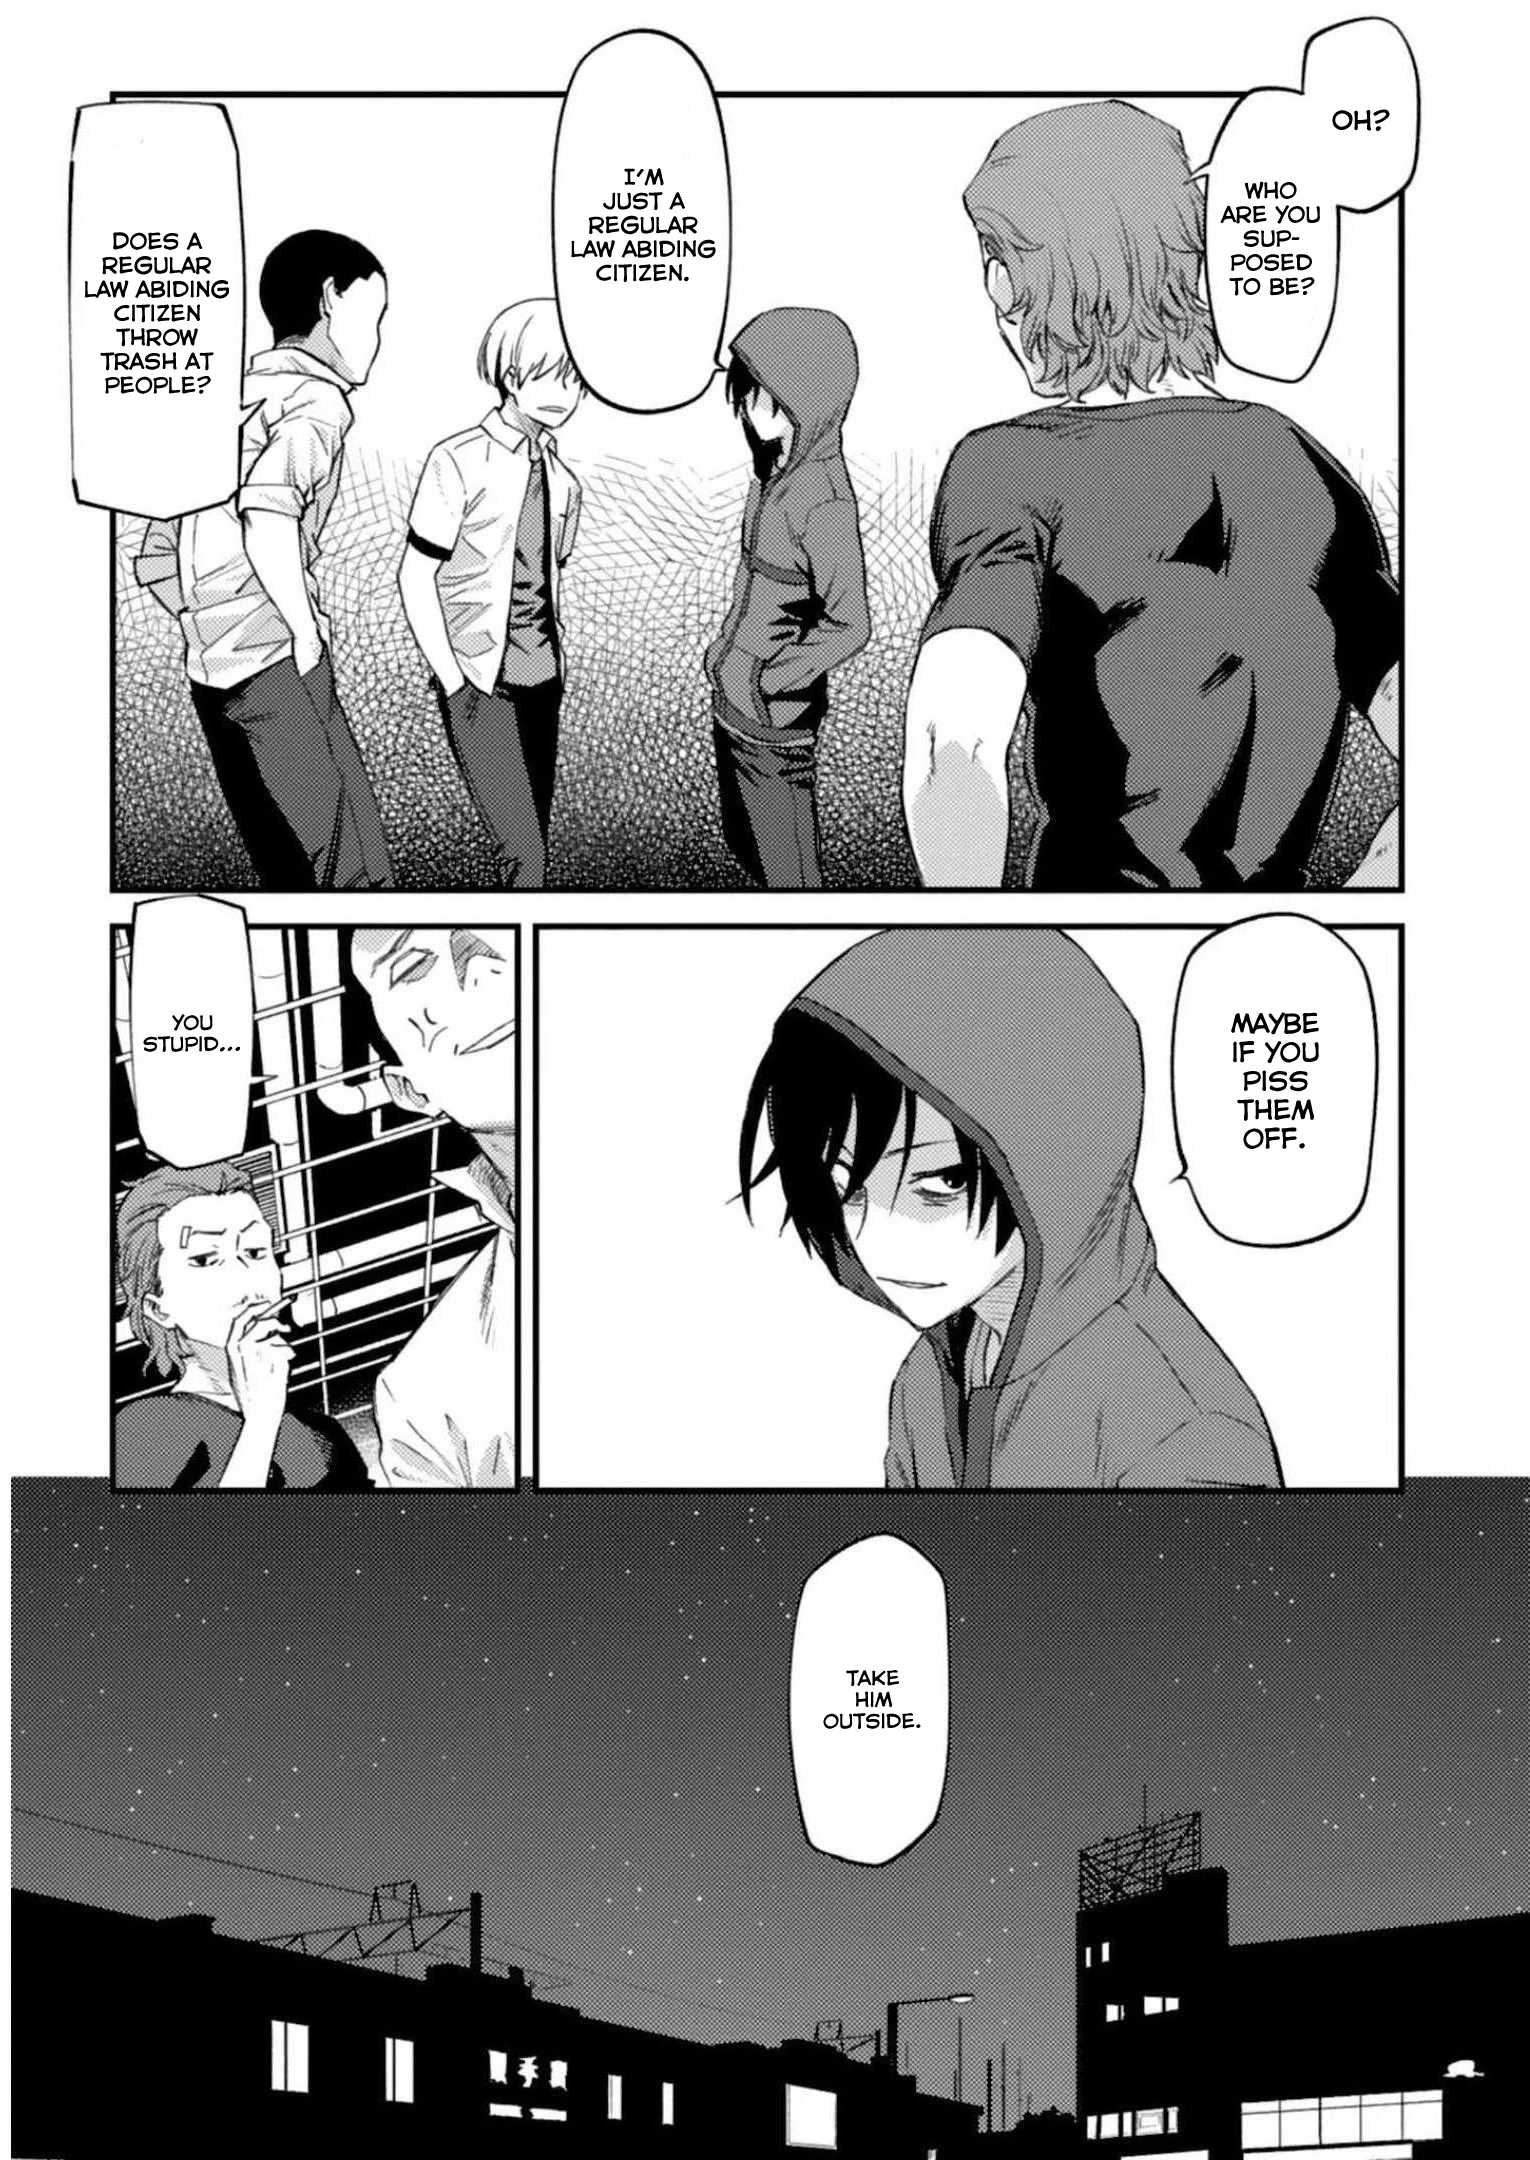 OH?
WHO
ARE YOU
SUP-
POSED
TO BE?
I'M
JUST A
REGULAR
LAW ABIDING
CITIZEN.
DOES A
REGULAR
LAW ABIDING
CITIZEN
THROW
TRASH AT
PEOPLE?
MAYBE
IF YOU
PISS
THEM
OFF.
YOU
STUPID...
TAKE
HIM
OUTSIDE.